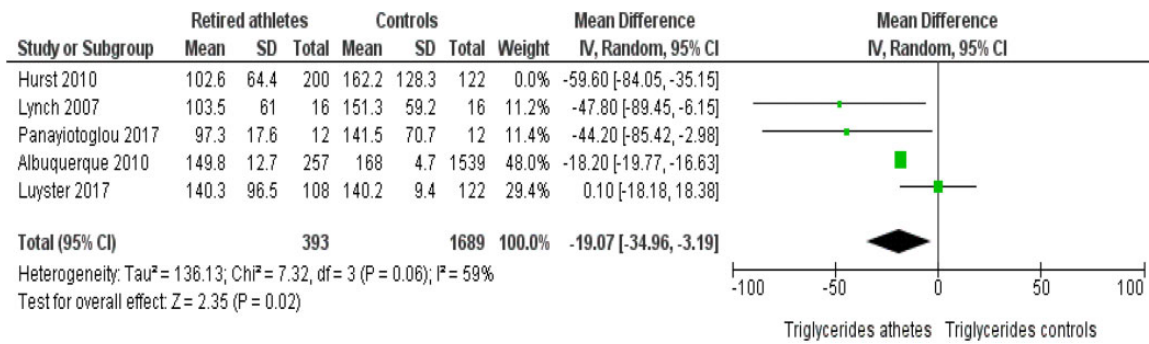 Retired athletes Controls Mean Difference Mean Difference
Study or Subgroup Mean SD Total Mean SD Total Weight IV, Random, 95% CI IV, Random, 95% CI
Hurst 2010 102.6 64.4 200 162.2 128.3 122 0.0% -59.60 [-84.05, -35.15]
Lynch 2007 103.5 61 16 151.3 59.2 16 11.2% -47.80 [-89.45, -6.15]
Panayiotoglou 2017 97.3 17.6 12 141.5 70.7 12 11.4% -44.20 [-85.42, -2.98]
Albuquerque 2010 149.8 12.7 257 168 4.7 1539 48.0% -18.20 [-19.77, -16.63]
Luyster 2017 140.3 96.5 108 140.2 9.4 122 29.4% 0.10 [-18.18, 18.38]
Total (95% CI) 393 1689 100.0% -19.07 [-34.96, -3.19]
Heterogeneity: Tau² = 136.13; Chi² = 7.32, df = 3 (P = 0.06); I² = 59%
Test for overall effect: Z = 2.35 (P = 0.02)
-100 -50 0 50 100
Triglycerides athetes Triglycerides controls